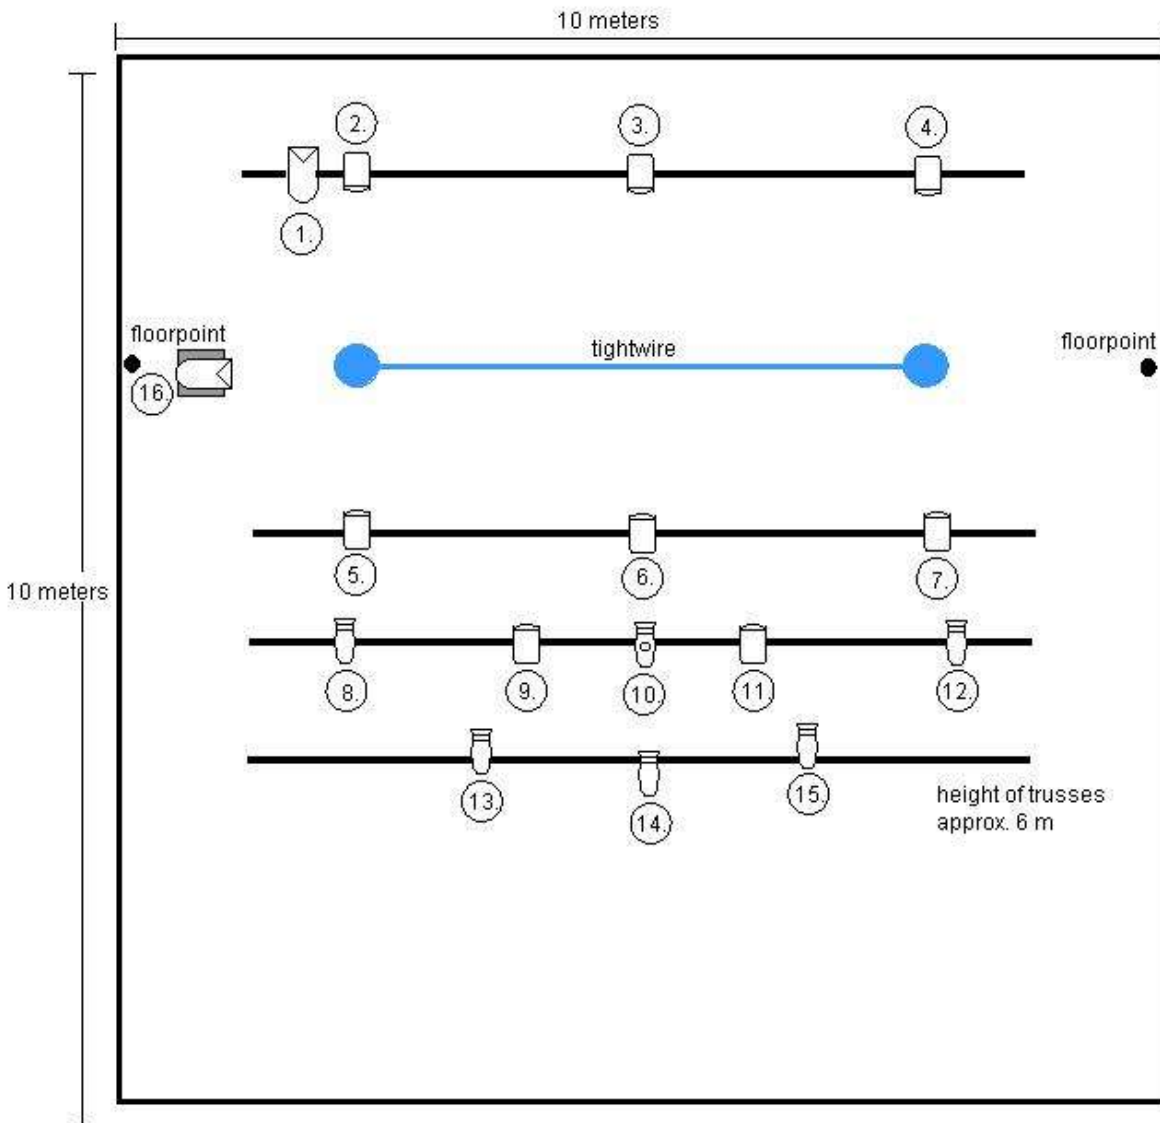 10 meters
2.
3.
4.
1.
floorpoint
tightwire
floorpoint
16.
5.
6.
7.
10 meters
8.
9.
10.
11.
12.
13.
14.
15.
height of trusses
approx. 6 m